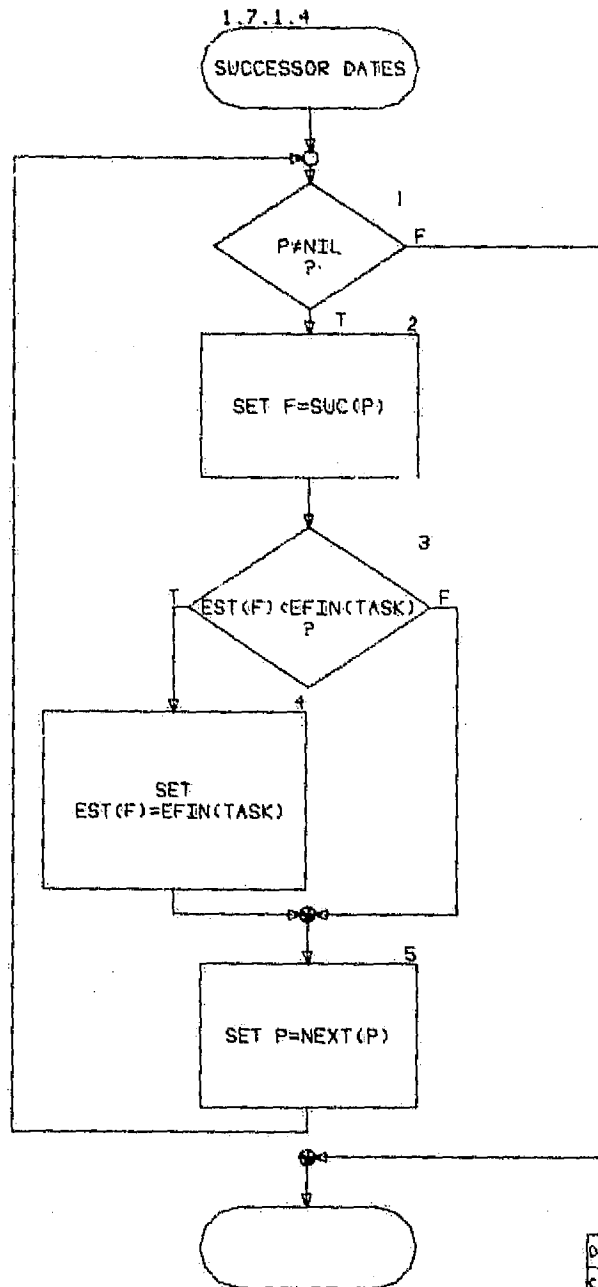 1.7.1.4
SUCCESSOR DATES
1
P≠NIL
?
F
T
2
SET F=SUC(P)
3
T
EST(F)<EFIN(TASK)
?
F
4
SET
EST(F)=EFIN(TASK)
5
SET P=NEXT(P)